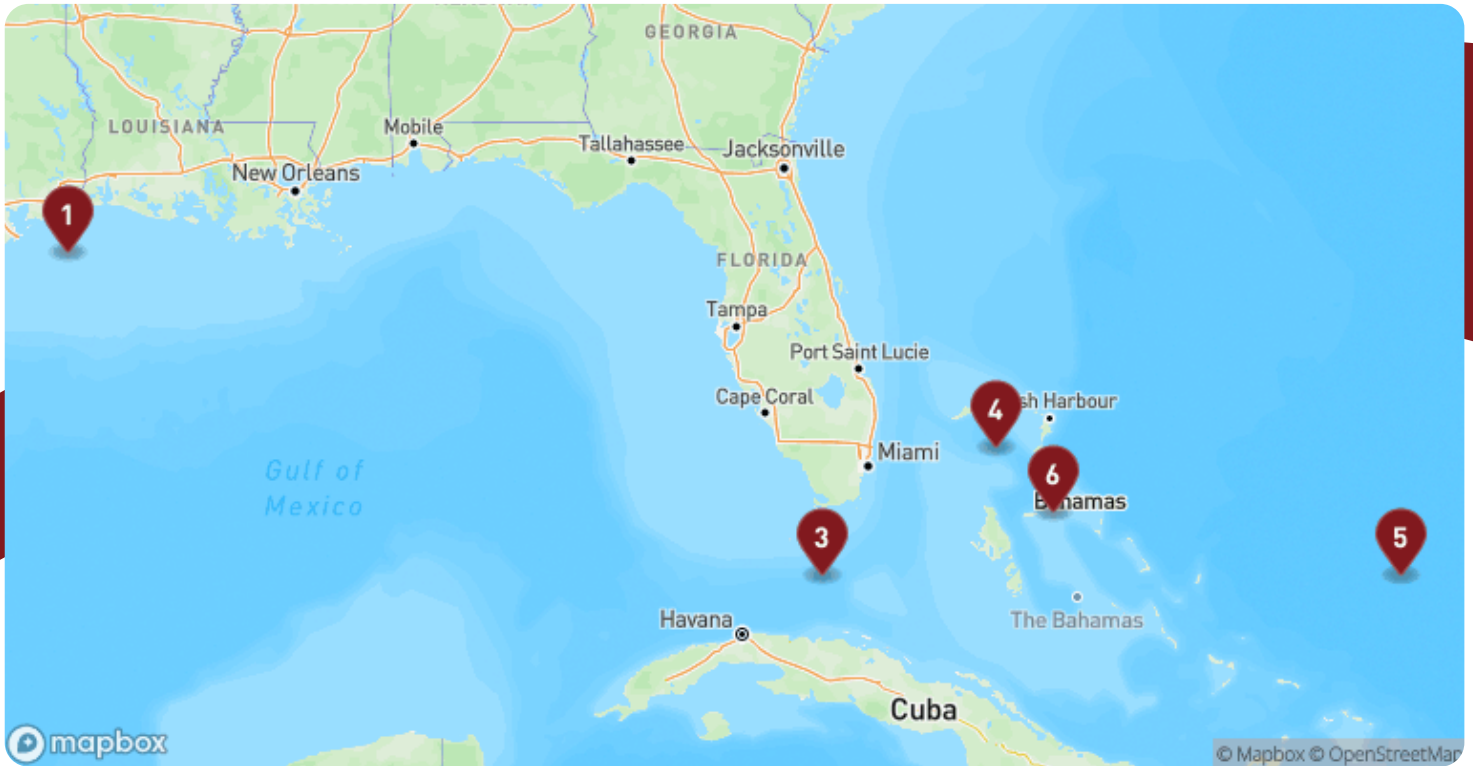 GEORGIA
LOUISIANA
Mobile
Tallahassee
Jacksonville
New Orleans
1
FLORIDA
Tampa
Port Saint Lucie
Cape Coral
4
sh Harbour
Miami
Gulf of
Mexico
6
Bahamas
3
5
Havana
The Bahamas
Cuba
mapbox
© Mapbox © OpenStreetMap